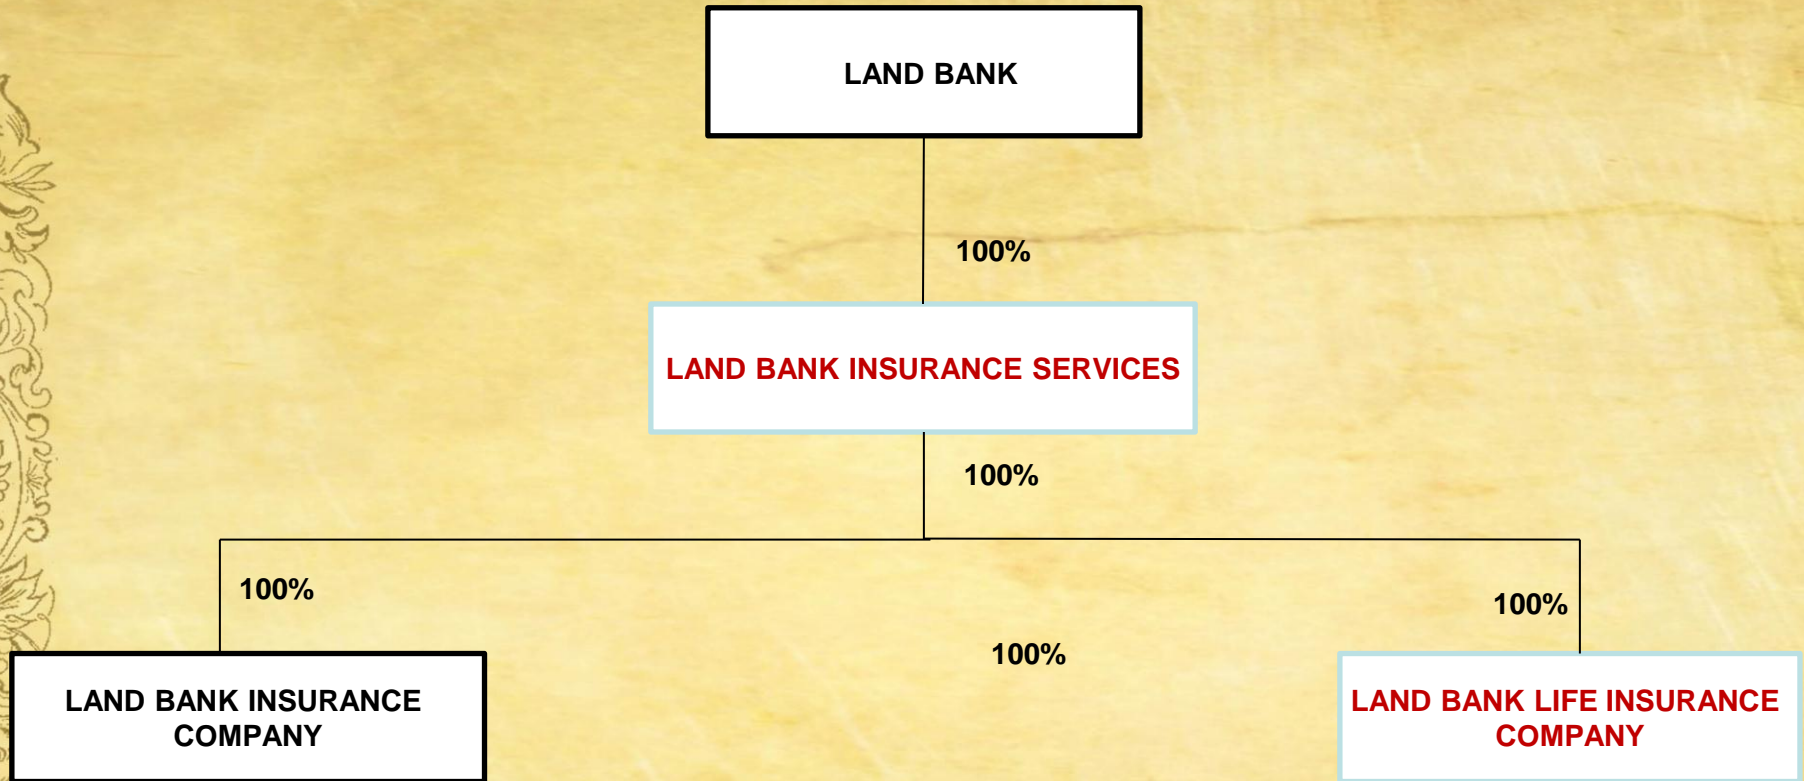 LAND BANK
100%
LAND BANK INSURANCE SERVICES
100%
100%
100%
100%
LAND BANK INSURANCE
COMPANY
LAND BANK LIFE INSURANCE
COMPANY